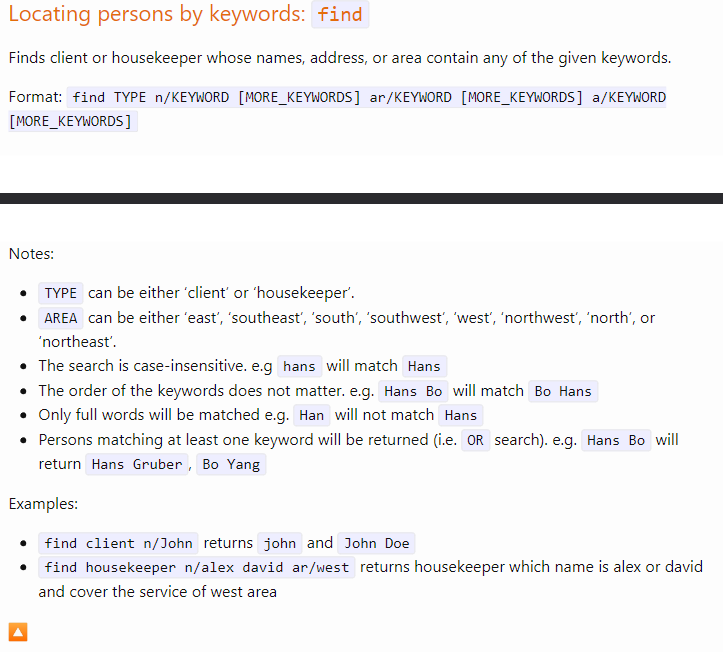 Locating persons by keywords: find
Finds client or housekeeper whose names, address, or area contain any of the given keywords.
Format: find TYPE n/KEYWORD [MORE_KEYWORDS] ar/KEYWORD [MORE_KEYWORDS] a/KEYWORD
[MORE_KEYWORDS]
Notes:
• TYPE can be either ‘client’ or ‘housekeeper’.
• AREA can be either ‘east’, ‘southeast’, ‘south’, ‘southwest’, ‘west’, ‘northwest’, ‘north’, or
‘northeast’.
• The search is case-insensitive. e.g hans will match Hans
• The order of the keywords does not matter. e.g. Hans Bo will match Bo Hans
• Only full words will be matched e.g. Han will not match Hans
• Persons matching at least one keyword will be returned (i.e. OR search). e.g. Hans Bo will
return Hans Gruber, Bo Yang
Examples:
• find client n/John returns john and John Doe
• find housekeeper n/alex david ar/west returns housekeeper which name is alex or david
and cover the service of west area